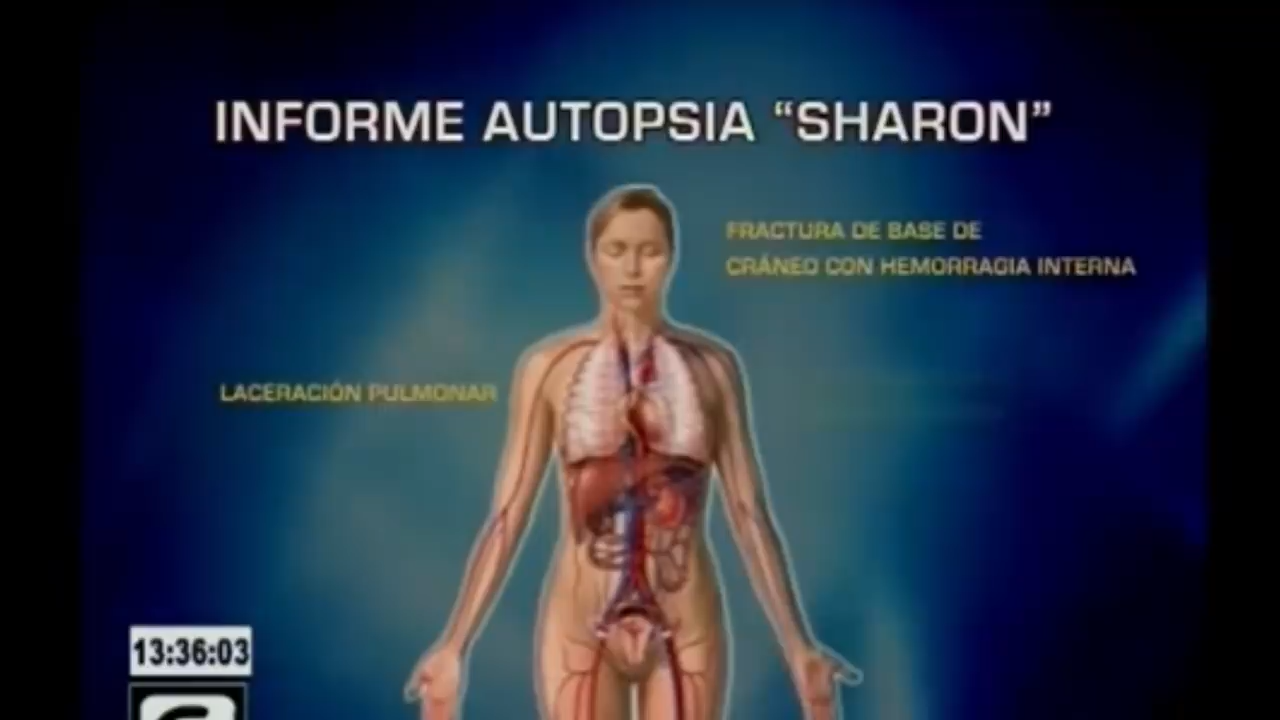 INFORME AUTOPSIA “SHARON”
FRACTURA DE BASE DE
CRÁNEO CON HEMORRAGIA INTERNA
LACERACIÓN PULMONAR
13:36:03